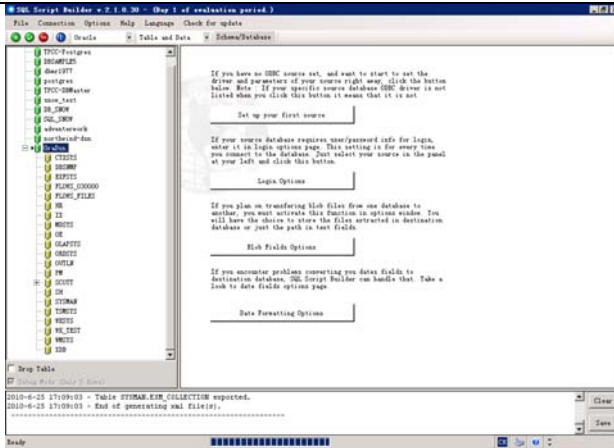 SQL Script Builder v.2.1.0.30 - (Day 1 of evaluation period.)
File Connection Options Help Language Check for update
Oracle Table and Data Schema/Database
TPCC-Postgres
DBSAMPLES
dber1977
postgres
TPCC-DBMaster
snow_test
DB_SNOW
SQL_SNOW
adventerwork
northwind-dsn
OraDsn
CTXSYS
DBSNMP
EXFSYS
FLOWS_030000
FLOWS_FILES
HR
IX
MDSYS
OE
OLAPSYS
ORDSYS
OUTLN
PM
SCOTT
SH
SYSMAN
TSMSYS
WKSYS
WK_TEST
WMSYS
XDB
Drop Table
Debug Mode (Only 5 Rows)
If you have no ODBC source set, and want to start to set the
driver and parameters of your source right away, click the button
below. Note : If your specific source database ODBC driver is not
listed when you click this button it means that it is not
Set up your first source
If your source database requires user/password info for login,
enter it in login options page. This setting is for every time
you connect to the database. Just select your source in the panel
at your left and click this button.
Login Options
If you plan on transfering blob files from one database to
another, you must activate this function in options window. You
will have the choice to store the files extracted in destination
database or just the path in text fields.
Blob Fields Options
If you encounter problems converting you dates fields to
destination database, SQL Script Builder can handle that. Take a
look to date fields options page.
Date Formatting Options
2010-6-25 17:09:03 - Table SYSMAN.EXM_COLLECTION exported.
2010-6-25 17:09:03 - End of generating xml file(s).
Clear
Save
Ready